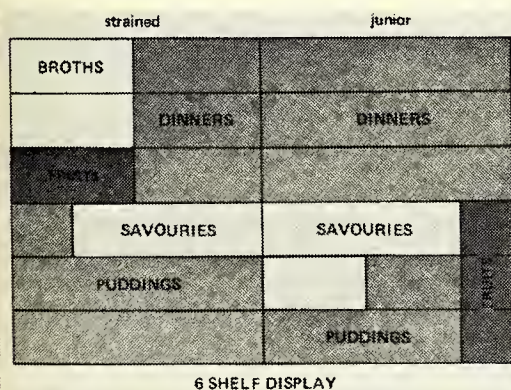 strained junior
BROTHS
DINNERS DINNERS
FRUITS
SAVOURIES SAVOURIES
PUDDINGS
FRUITS
PUDDINGS
6 SHELF DISPLAY